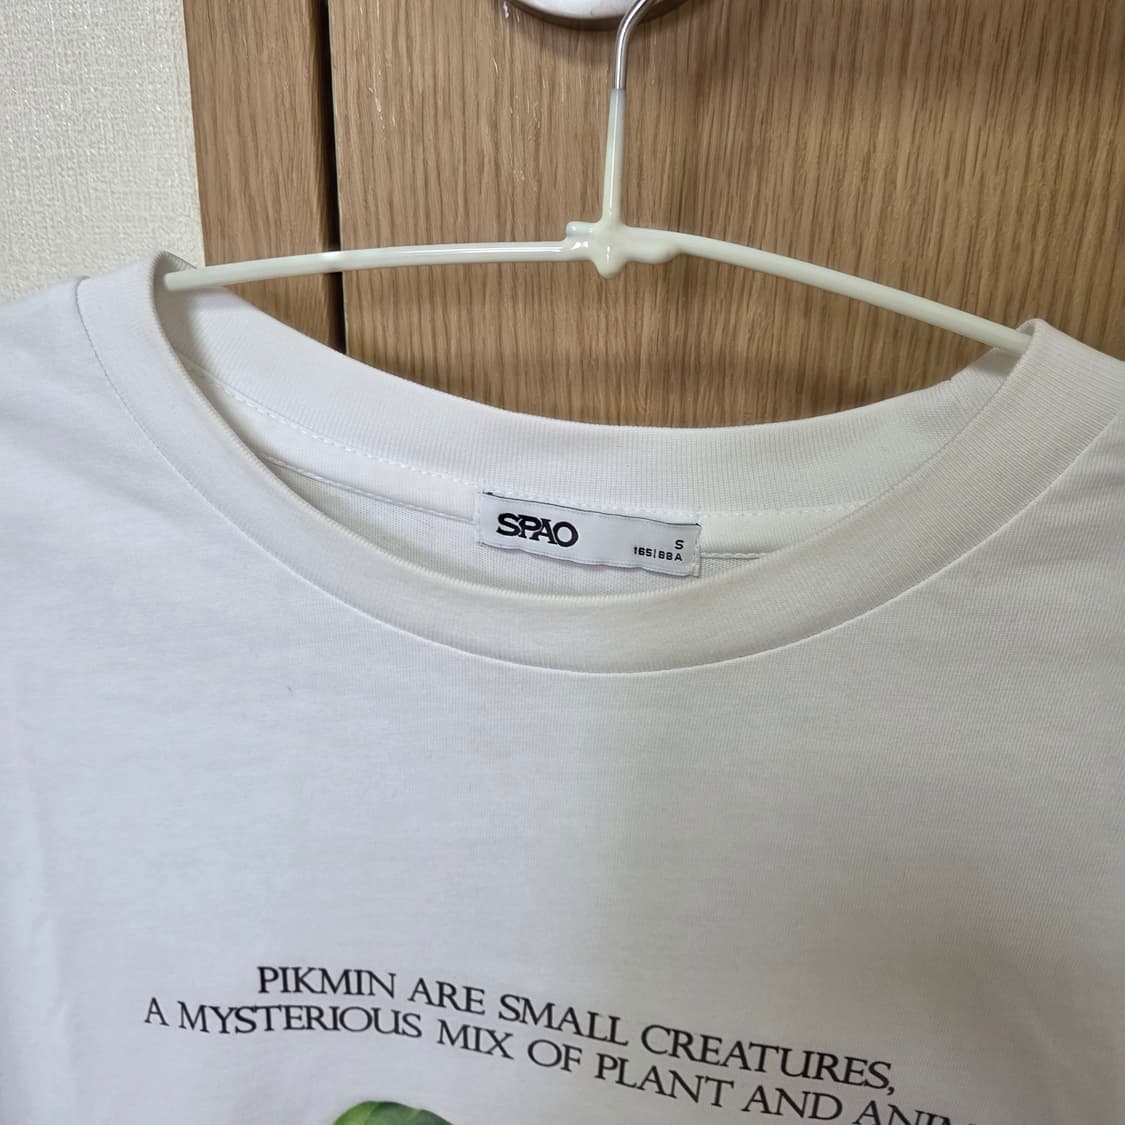 SPAO
S
165|88A
PIKMIN ARE SMALL CREATURES,
A MYSTERIOUS MIX OF PLANT AND